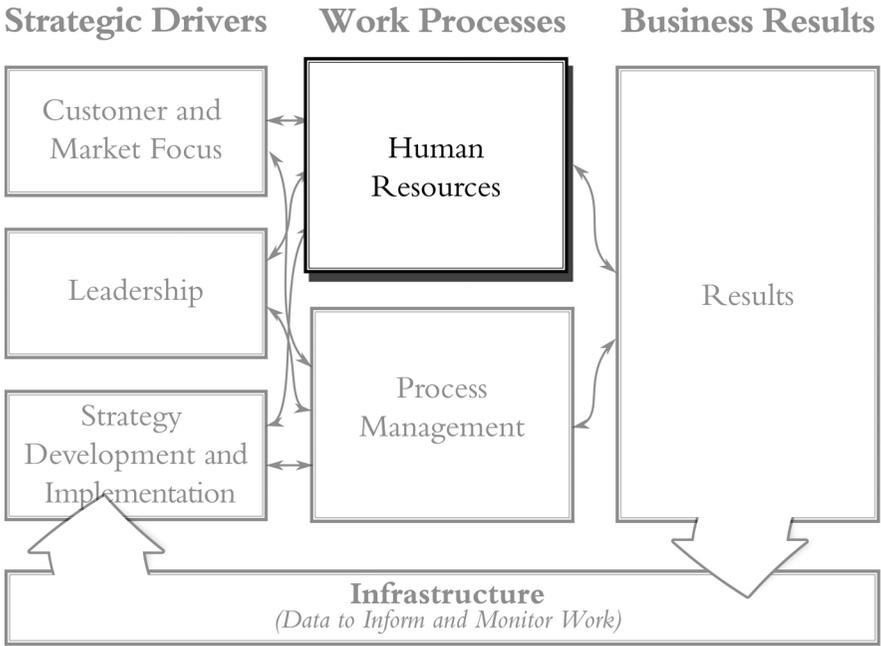 Strategic Drivers
Work Processes
Business Results
Customer and
Market Focus
Leadership
Strategy
Development and
Implementation
Human
Resources
Process
Management
Results
Infrastructure
(Data to Inform and Monitor Work)